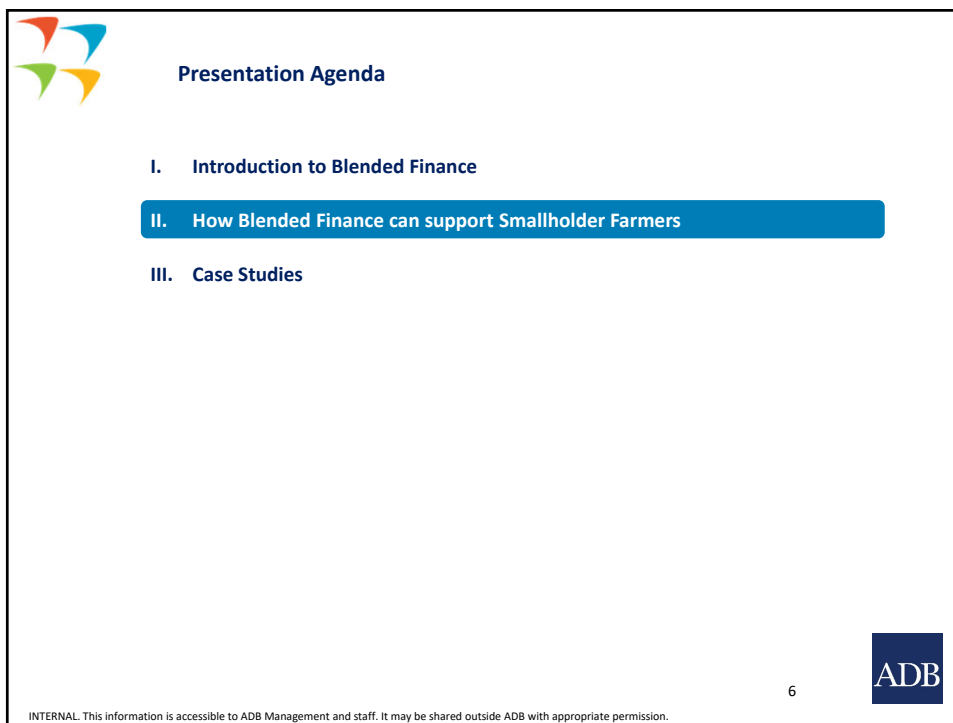 Presentation Agenda
I. Introduction to Blended Finance
II. How Blended Finance can support Smallholder Farmers
III. Case Studies
6
ADB
INTERNAL. This information is accessible to ADB Management and staff. It may be shared outside ADB with appropriate permission.